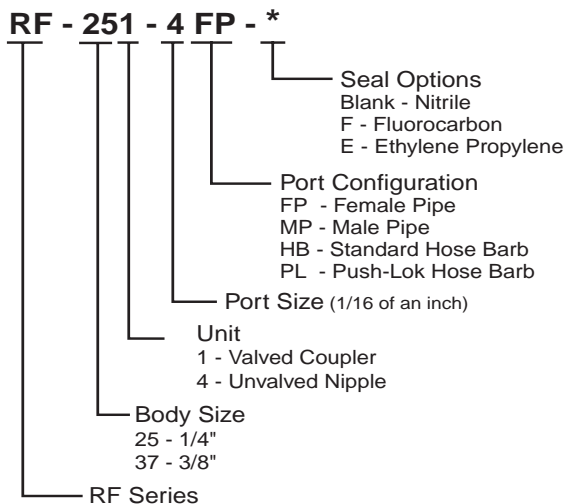 RF - 251 - 4 FP - *
Seal Options
Blank - Nitrile
F - Fluorocarbon
E - Ethylene Propylene
Port Configuration
FP - Female Pipe
MP - Male Pipe
HB - Standard Hose Barb
PL - Push-Lok Hose Barb
Port Size (1/16 of an inch)
Unit
1 - Valved Coupler
4 - Unvalved Nipple
Body Size
25 - 1/4"
37 - 3/8"
RF Series